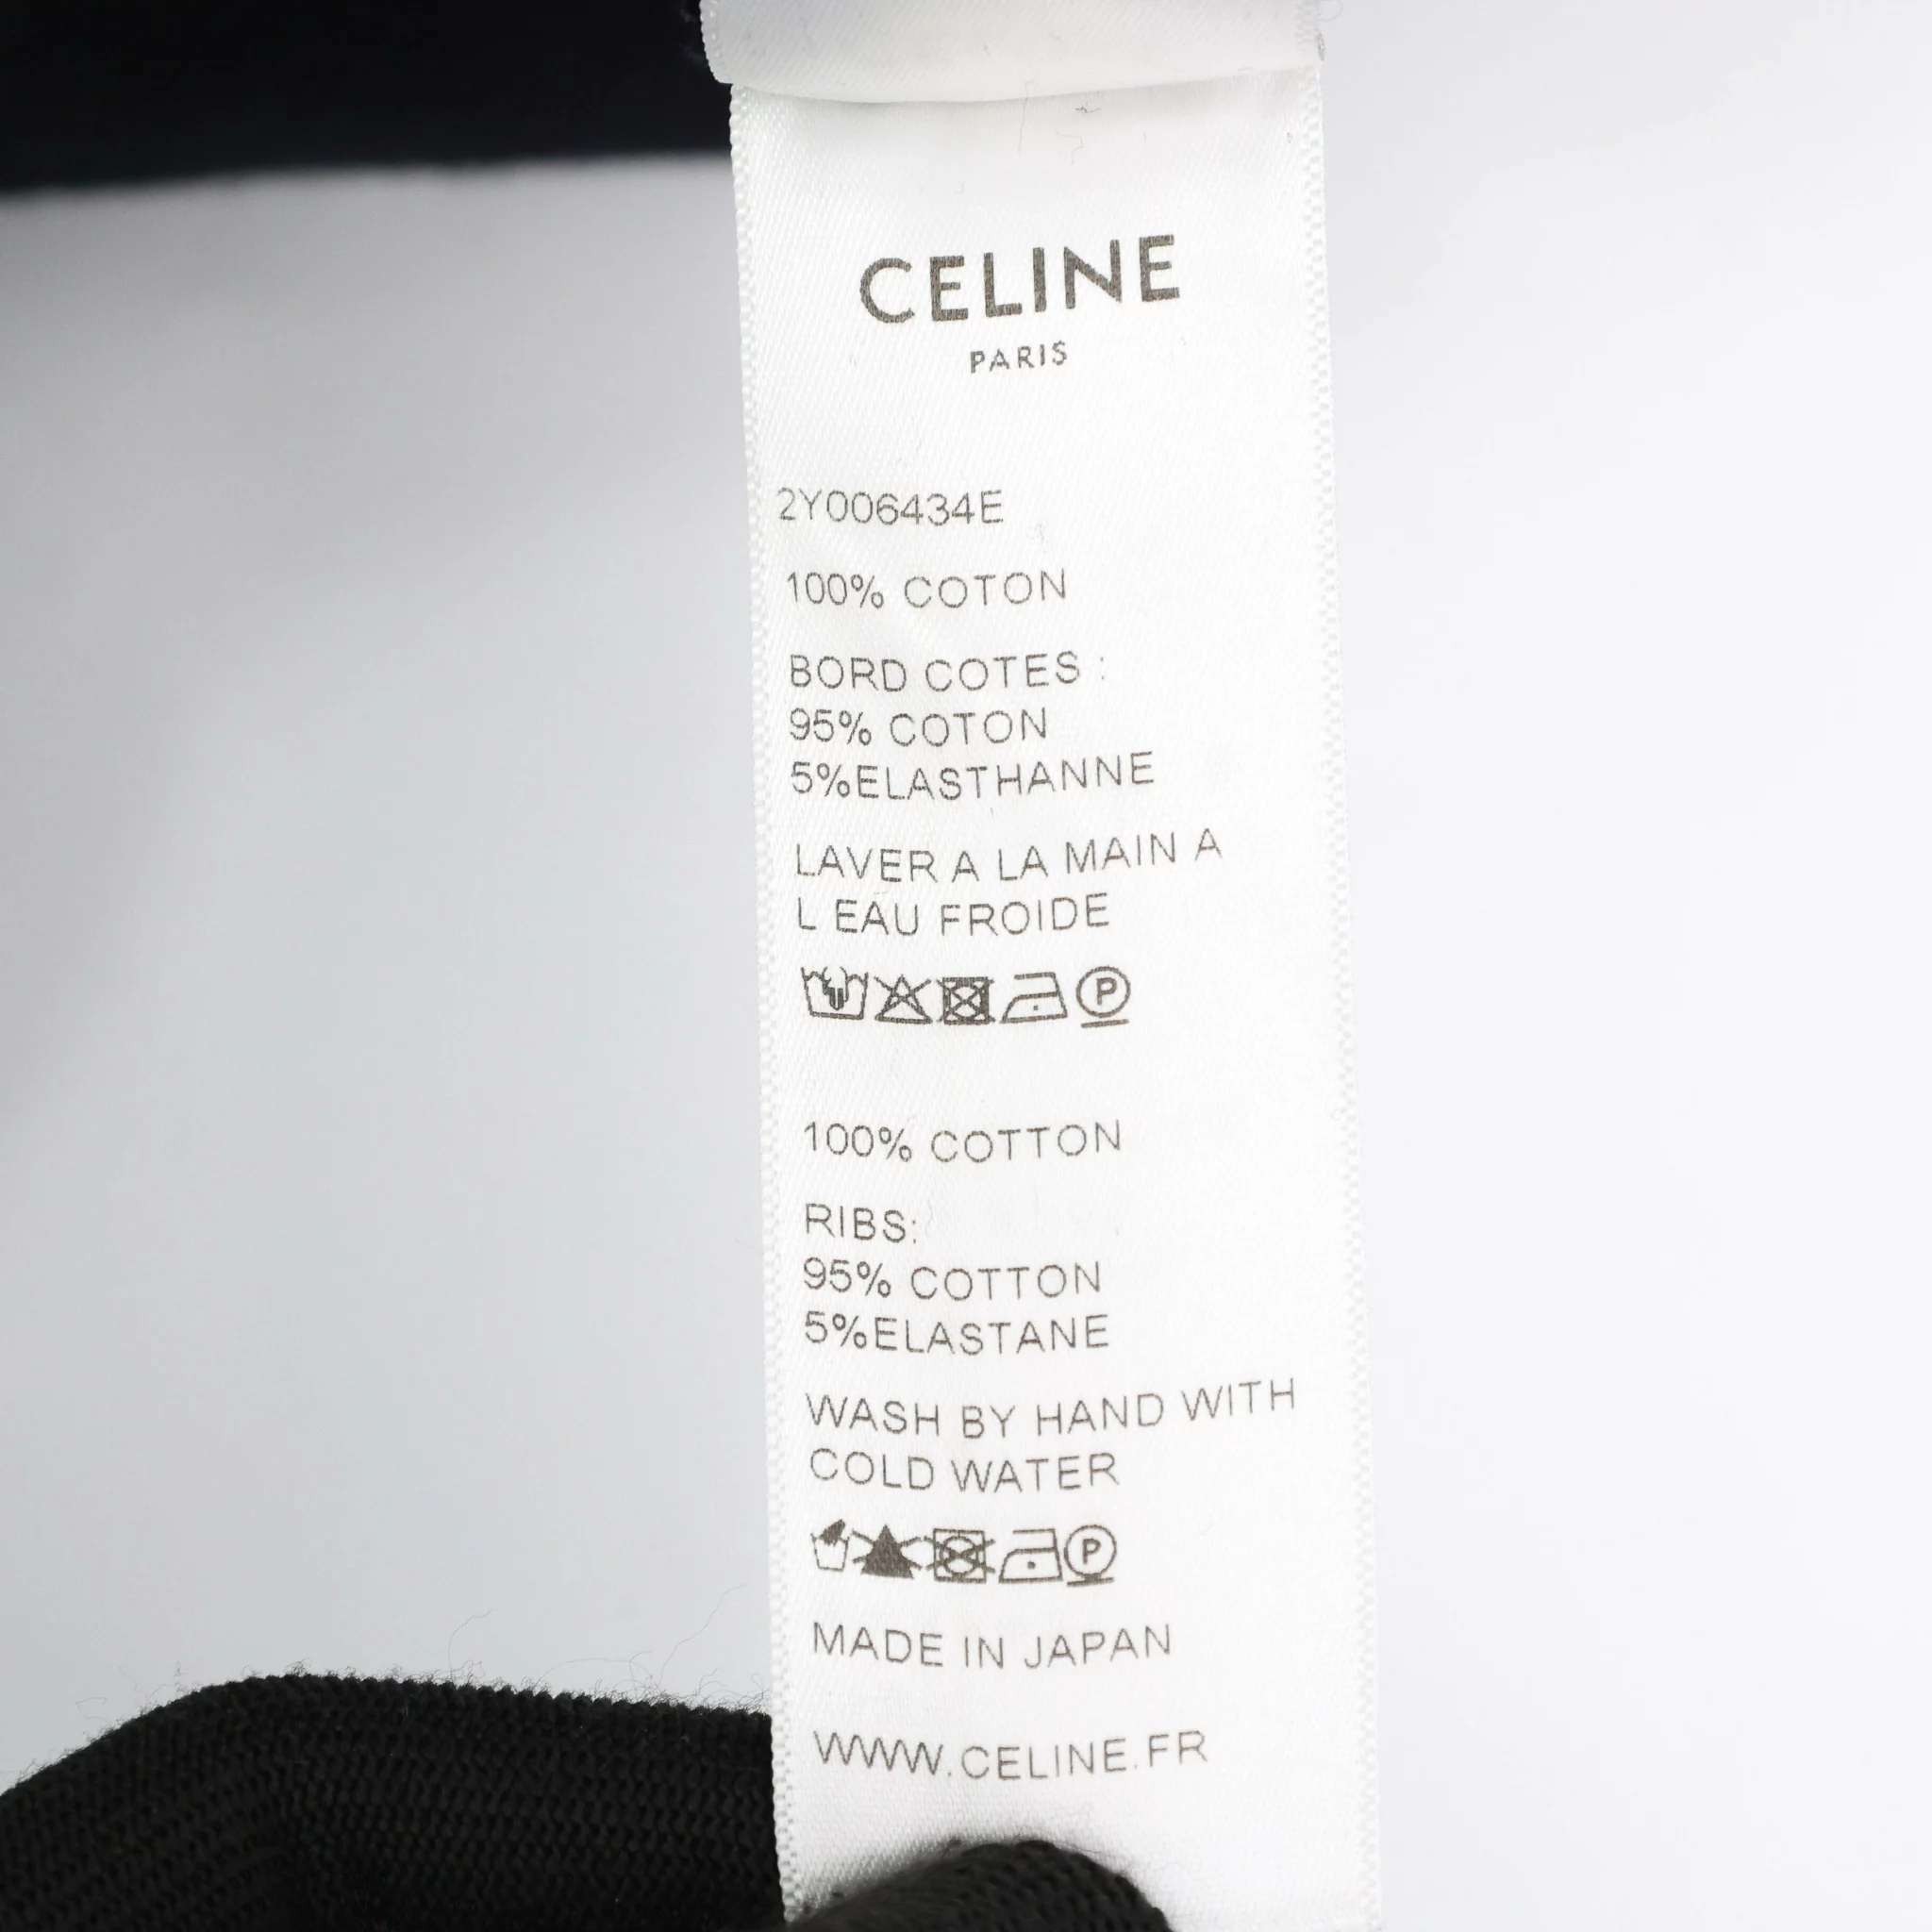 CELINE
PARIS
2Y006434E
100% COTON
BORD COTES :
95% COTON
5%ELASTHANNE
LAVER A LA MAIN A
L EAU FROIDE
P
100% COTTON
RIBS:
95% COTTON
5%ELASTANE
WASH BY HAND WITH
COLD WATER
P
MADE IN JAPAN
WWW.CELINE.FR